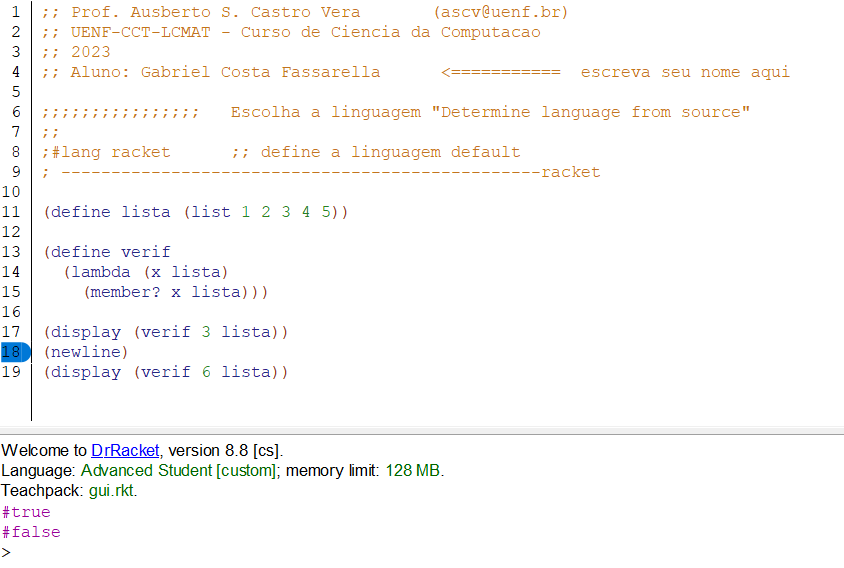 1 ;; Prof. Ausberto S. Castro Vera (ascv@uenf.br)
2 ;; UENF-CCT-LCMAT - Curso de Ciencia da Computacao
3 ;; 2023
4 ;; Aluno: Gabriel Costa Fassarella <=========== escreva seu nome aqui
5
6 ;;;;;;;;;;;;;;;; Escolha a linguagem "Determine language from source"
7 ;;
8 ;#lang racket ;; define a linguagem default
9 ; ------------------------------------------------racket
10
11 (define lista (list 1 2 3 4 5))
12
13 (define verif
14 (lambda (x lista)
15 (member? x lista)))
16
17 (display (verif 3 lista))
18 (newline)
19 (display (verif 6 lista))
Welcome to DrRacket, version 8.8 [cs].
Language: Advanced Student [custom]; memory limit: 128 MB.
Teachpack: gui.rkt.
#true
#false
>